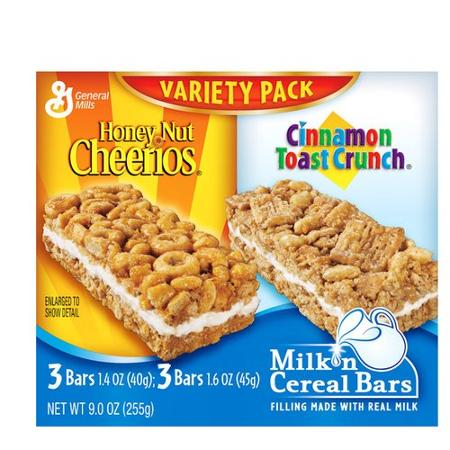 VARIETY PACK
General
Mills
Honey Nut
Cheerios®
Cinnamon
Toast Crunch®
ENLARGED TO
SHOW DETAIL
3 Bars 1.4 OZ (40g); 3 Bars 1.6 OZ (45g)
NET WT 9.0 OZ (255g)
Milk 'n
Cereal Bars
FILLING MADE WITH REAL MILK